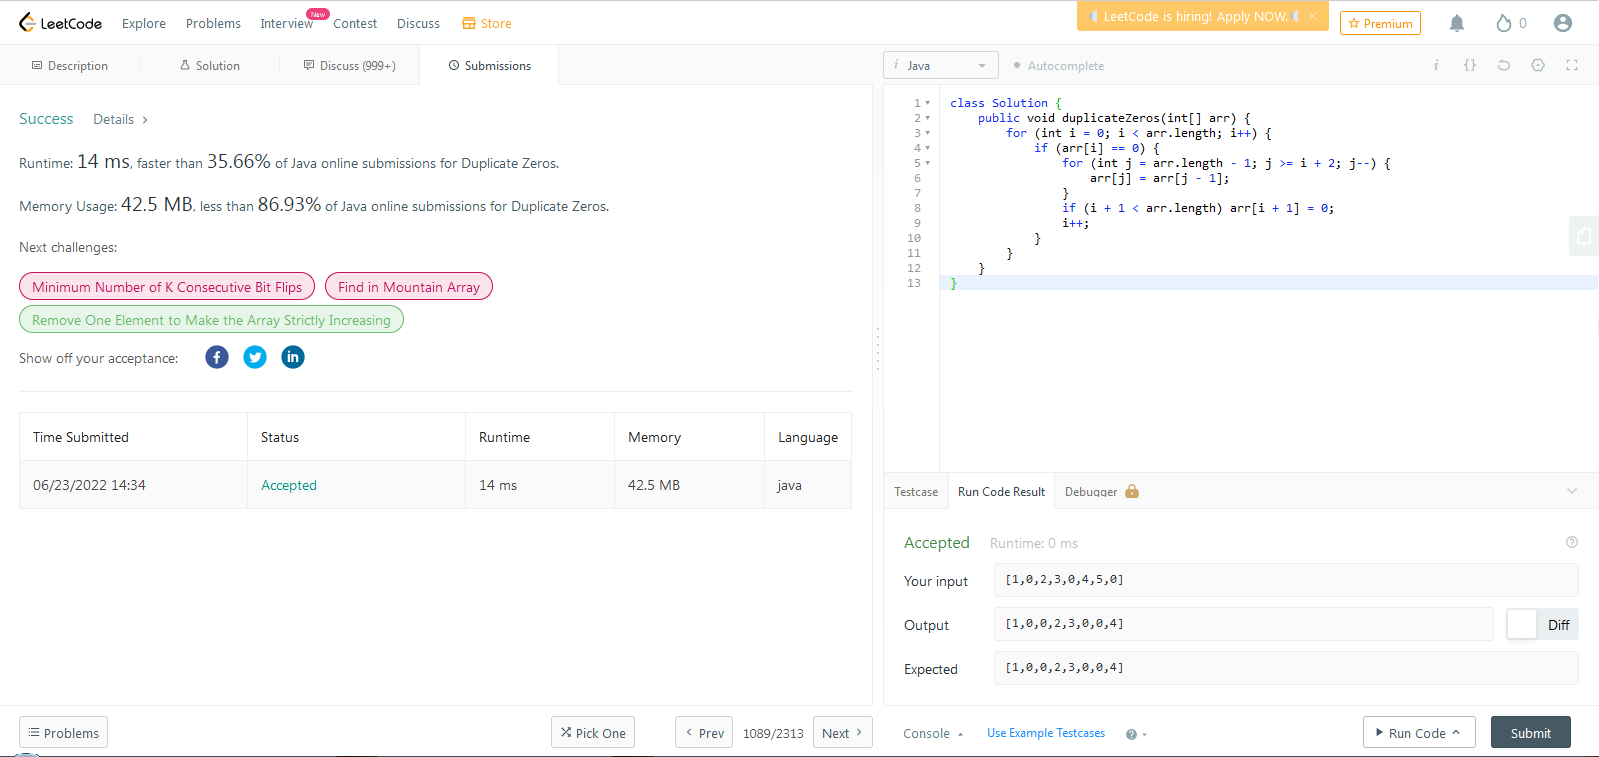 LeetCode Explore Problems Interview New Contest Discuss Store LeetCode is hiring! Apply NOW. × Premium 0
Description Solution Discuss (999+) Submissions
Success Details >
Runtime: 14 ms, faster than 35.66% of Java online submissions for Duplicate Zeros.
Memory Usage: 42.5 MB, less than 86.93% of Java online submissions for Duplicate Zeros.
Next challenges:
Minimum Number of K Consecutive Bit Flips Find in Mountain Array
Remove One Element to Make the Array Strictly Increasing
Show off your acceptance:
Time Submitted Status Runtime Memory Language
06/23/2022 14:34 Accepted 14 ms 42.5 MB java
Problems Pick One < Prev 1089/2313 Next >
i Java Autocomplete i {}
1 class Solution {
2 public void duplicateZeros(int[] arr) {
3 for (int i = 0; i < arr.length; i++) {
4 if (arr[i] == 0) {
5 for (int j = arr.length - 1; j >= i + 2; j--) {
6 arr[j] = arr[j - 1];
7 }
8 if (i + 1 < arr.length) arr[i + 1] = 0;
9 i++;
10 }
11 }
12 }
13 }
Testcase Run Code Result Debugger
Accepted Runtime: 0 ms
Your input [1,0,2,3,0,4,5,0]
Output [1,0,0,2,3,0,0,4] Diff
Expected [1,0,0,2,3,0,0,4]
Console Use Example Testcases Run Code Submit